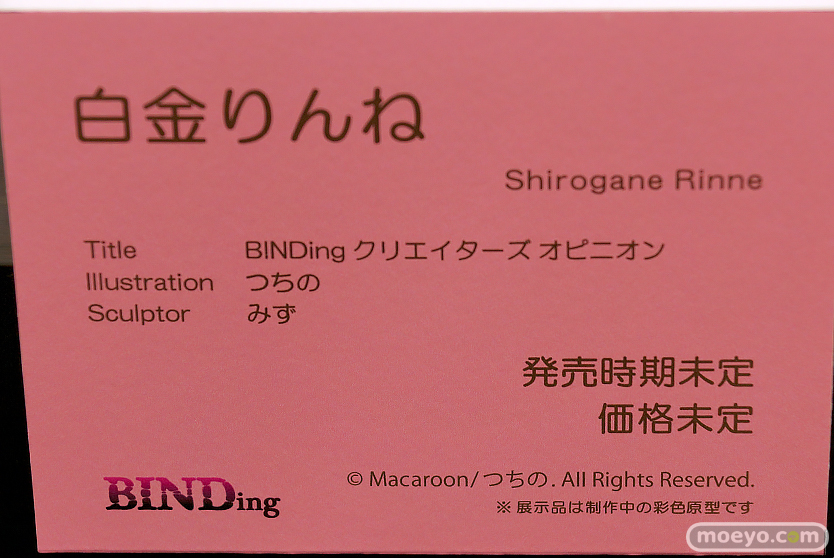 白金りんね
Shirogane Rinne
Title BINDing クリエイターズ オピニオン
Illustration つちの
Sculptor みず
発売時期未定
価格未定
BINDing
© Macaroon/つちの. All Rights Reserved.
※展示品は制作中の彩色原型です
moeyo.com